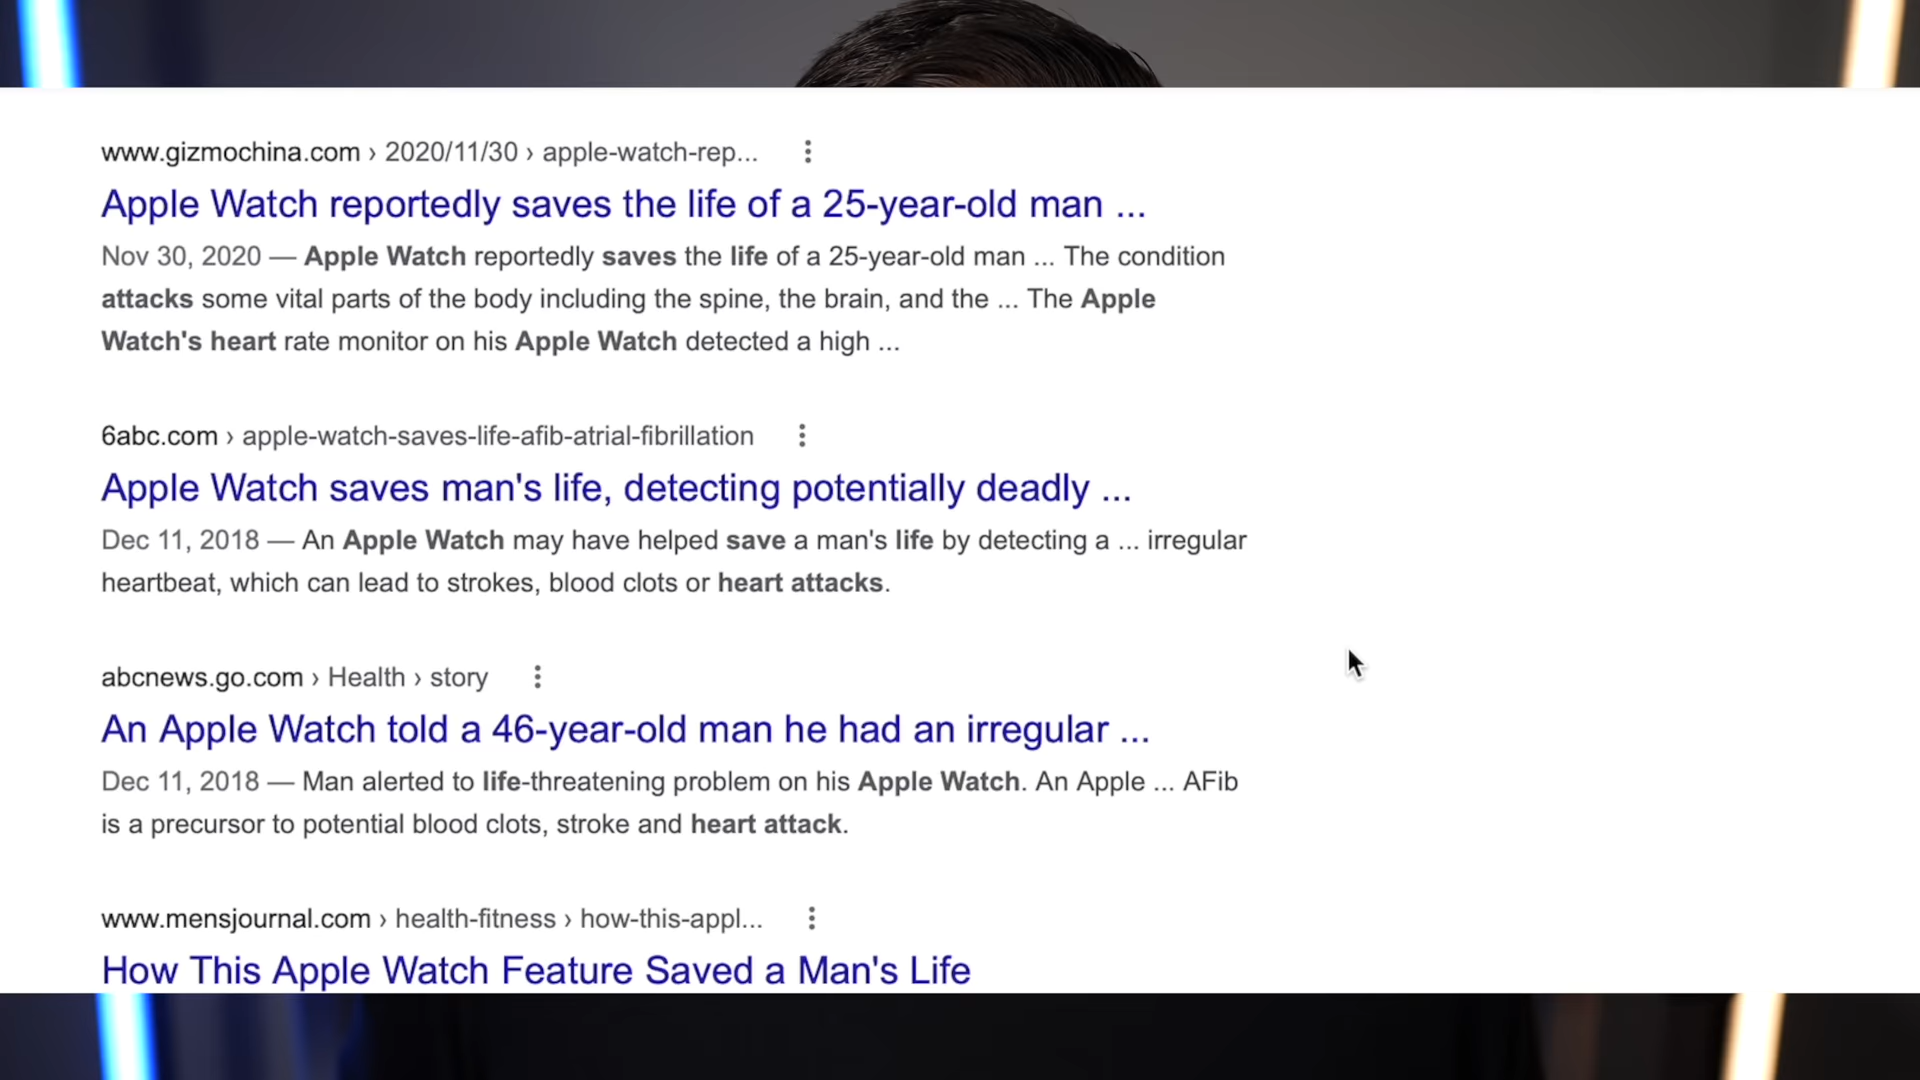 www.gizmochina.com › 2020/11/30 › apple-watch-rep...
Apple Watch reportedly saves the life of a 25-year-old man ...
Nov 30, 2020 — Apple Watch reportedly saves the life of a 25-year-old man ... The condition
attacks some vital parts of the body including the spine, the brain, and the ... The Apple
Watch's heart rate monitor on his Apple Watch detected a high ...
6abc.com › apple-watch-saves-life-afib-atrial-fibrillation
Apple Watch saves man's life, detecting potentially deadly ...
Dec 11, 2018 — An Apple Watch may have helped save a man's life by detecting a ... irregular
heartbeat, which can lead to strokes, blood clots or heart attacks.
abcnews.go.com › Health › story
An Apple Watch told a 46-year-old man he had an irregular ...
Dec 11, 2018 — Man alerted to life-threatening problem on his Apple Watch. An Apple ... AFib
is a precursor to potential blood clots, stroke and heart attack.
www.mensjournal.com › health-fitness › how-this-appl...
How This Apple Watch Feature Saved a Man's Life